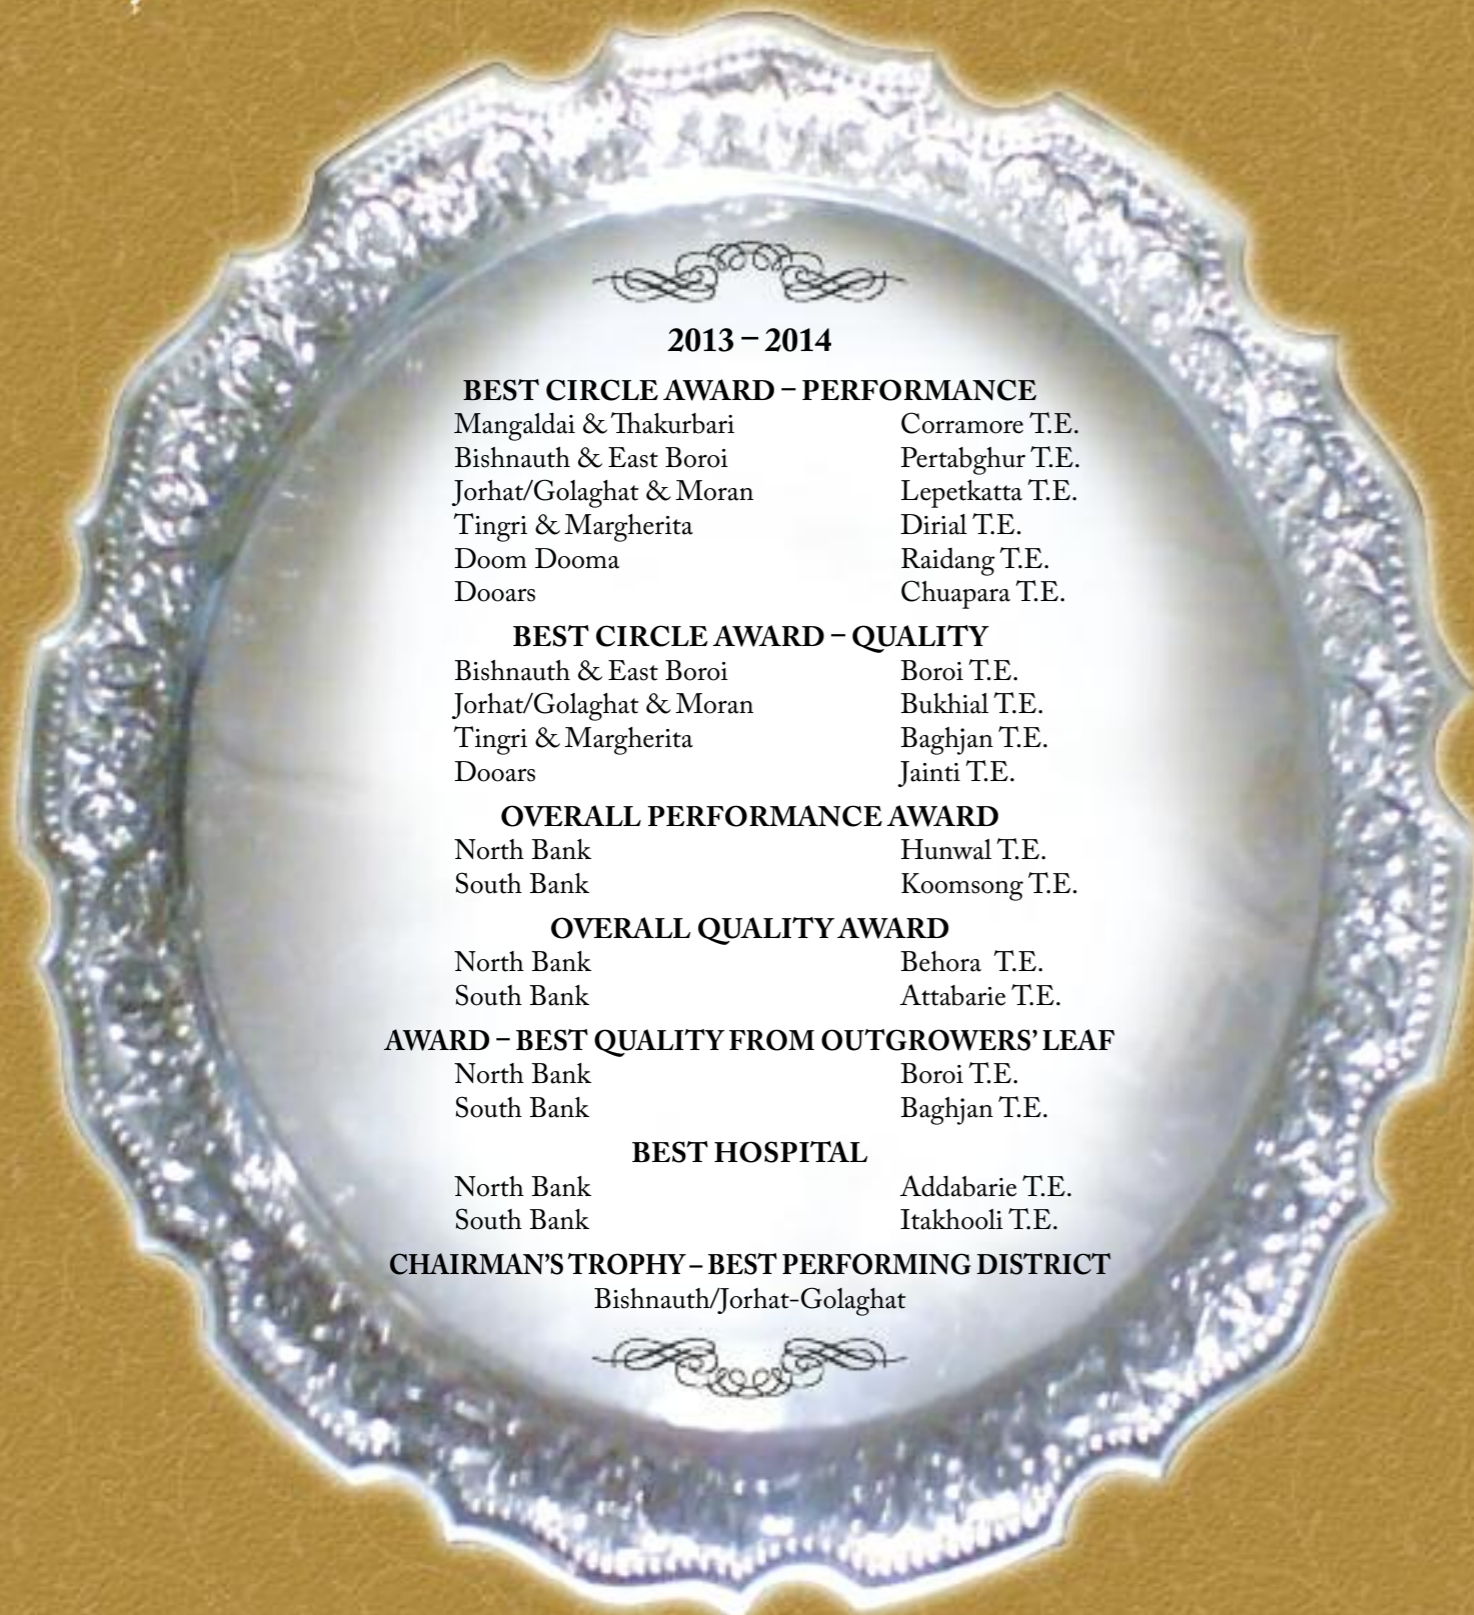 2013 – 2014
BEST CIRCLE AWARD – PERFORMANCE
Mangaldai & Thakurbari Corramore T.E.
Bishnauth & East Boroi Pertabghur T.E.
Jorhat/Golaghat & Moran Lepetkatta T.E.
Tingri & Margherita Dirial T.E.
Doom Dooma Raidang T.E.
Dooars Chuapara T.E.
BEST CIRCLE AWARD – QUALITY
Bishnauth & East Boroi Boroi T.E.
Jorhat/Golaghat & Moran Bukhial T.E.
Tingri & Margherita Baghjan T.E.
Dooars Jainti T.E.
OVERALL PERFORMANCE AWARD
North Bank Hunwal T.E.
South Bank Koomsong T.E.
OVERALL QUALITY AWARD
North Bank Behora T.E.
South Bank Attabarie T.E.
AWARD – BEST QUALITY FROM OUTGROWERS’ LEAF
North Bank Boroi T.E.
South Bank Baghjan T.E.
BEST HOSPITAL
North Bank Addabarie T.E.
South Bank Itakhooli T.E.
CHAIRMAN’S TROPHY – BEST PERFORMING DISTRICT
Bishnauth/Jorhat-Golaghat